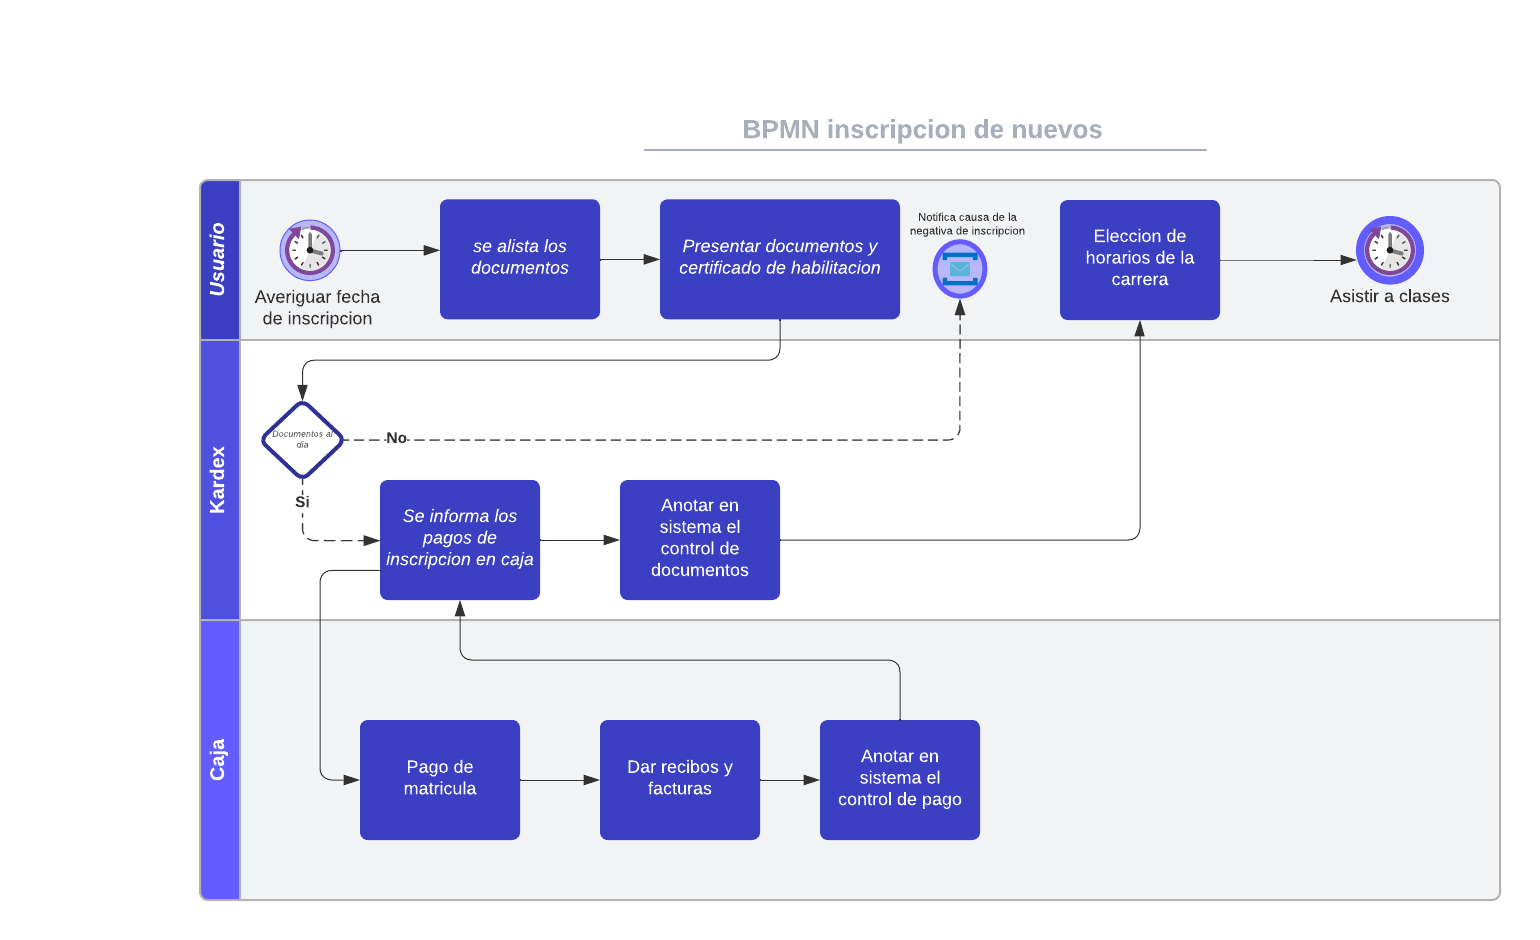 BPMN inscripcion de nuevos
Usuario
Averiguar fecha
de inscripcion
se alista los
documentos
Presentar documentos y
certificado de habilitacion
Notifica causa de la
negativa de inscripcion
Eleccion de
horarios de la
carrera
Asistir a clases
Kardex
Documentos al
dia
No
Si
Se informa los
pagos de
inscripcion en caja
Anotar en
sistema el
control de
documentos
Caja
Pago de
matricula
Dar recibos y
facturas
Anotar en
sistema el
control de pago